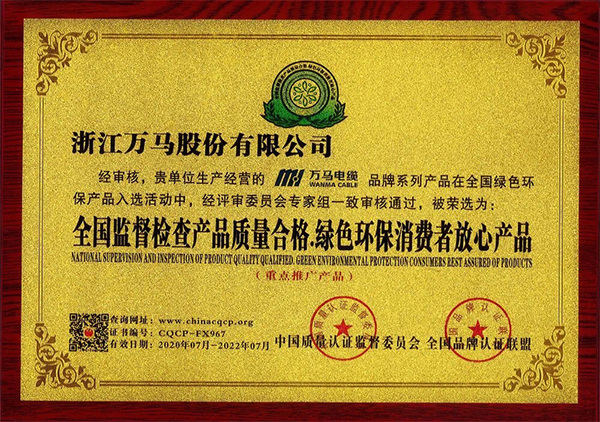 浙江万马股份有限公司
经审核，贵单位生产经营的 万马电缆 WANMA CABLE 品牌系列产品在全国绿色环
保产品入选活动中，经评审委员会专家组一致审核通过，被荣选为：
全国监督检查产品质量合格.绿色环保消费者放心产品
NATIONAL SUPERVISION AND INSPECTION OF PRODUCT QUALITY QUALIFIED. GREEN ENVIRONMENTAL PROTECTION CONSUMERS REST ASSURED OF PRODUCTS
（重点推广产品）
查询网址：www.chinacqcp.org
证书编号：CQCP-FX967
有效日期：2020年07月-2022年07月
中国质量认证监督委员会 全国品牌认证联盟